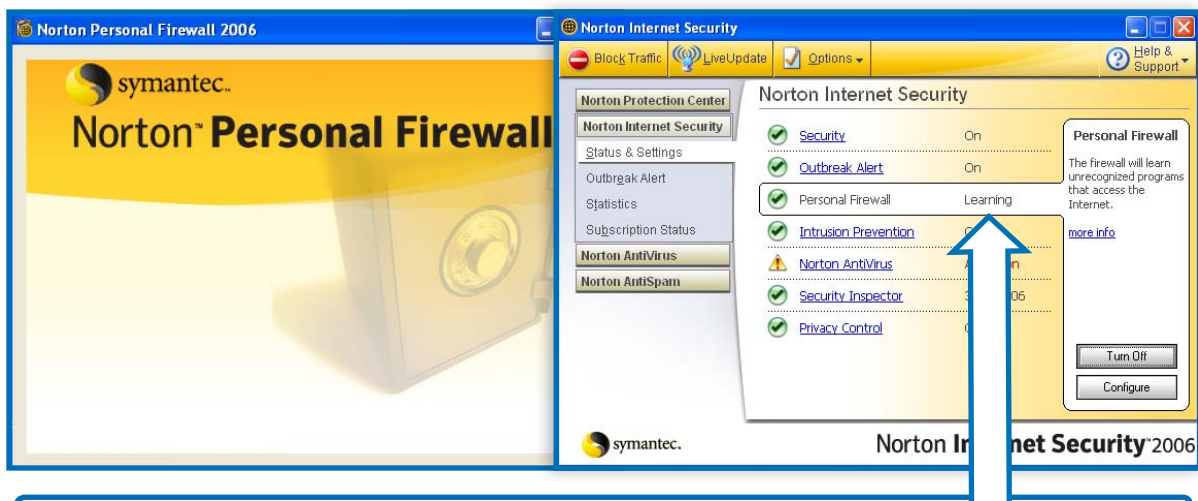 Norton Personal Firewall 2006
symantec.
Norton™ Personal Firewall
Norton Internet Security
Block Traffic LiveUpdate Options Help & Support
Norton Protection Center
Norton Internet Security
Status & Settings
Outbreak Alert
Statistics
Subscription Status
Norton AntiVirus
Norton AntiSpam
Norton Internet Security
Security On
Outbreak Alert On
Personal Firewall Learning
Intrusion Prevention
Norton AntiVirus
Security Inspector
Privacy Control
Personal Firewall
The firewall will learn
unrecognized programs
that access the
Internet.
more info
Turn Off
Configure
symantec.
Norton Security 2006